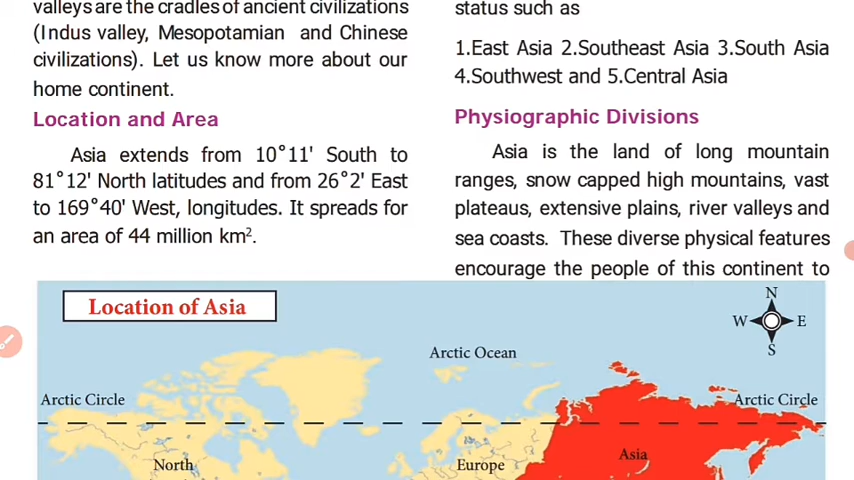 valleys are the cradles of ancient civilizations
(Indus valley, Mesopotamian and Chinese
civilizations). Let us know more about our
home continent.
Location and Area
Asia extends from 10°11' South to
81°12' North latitudes and from 26°2' East
to 169°40' West, longitudes. It spreads for
an area of 44 million km².
status such as
1.East Asia 2.Southeast Asia 3.South Asia
4.Southwest and 5.Central Asia
Physiographic Divisions
Asia is the land of long mountain
ranges, snow capped high mountains, vast
plateaus, extensive plains, river valleys and
sea coasts. These diverse physical features
encourage the people of this continent to
Location of Asia
N
W E
S
Arctic Ocean
Arctic Circle Arctic Circle
North Europe Asia